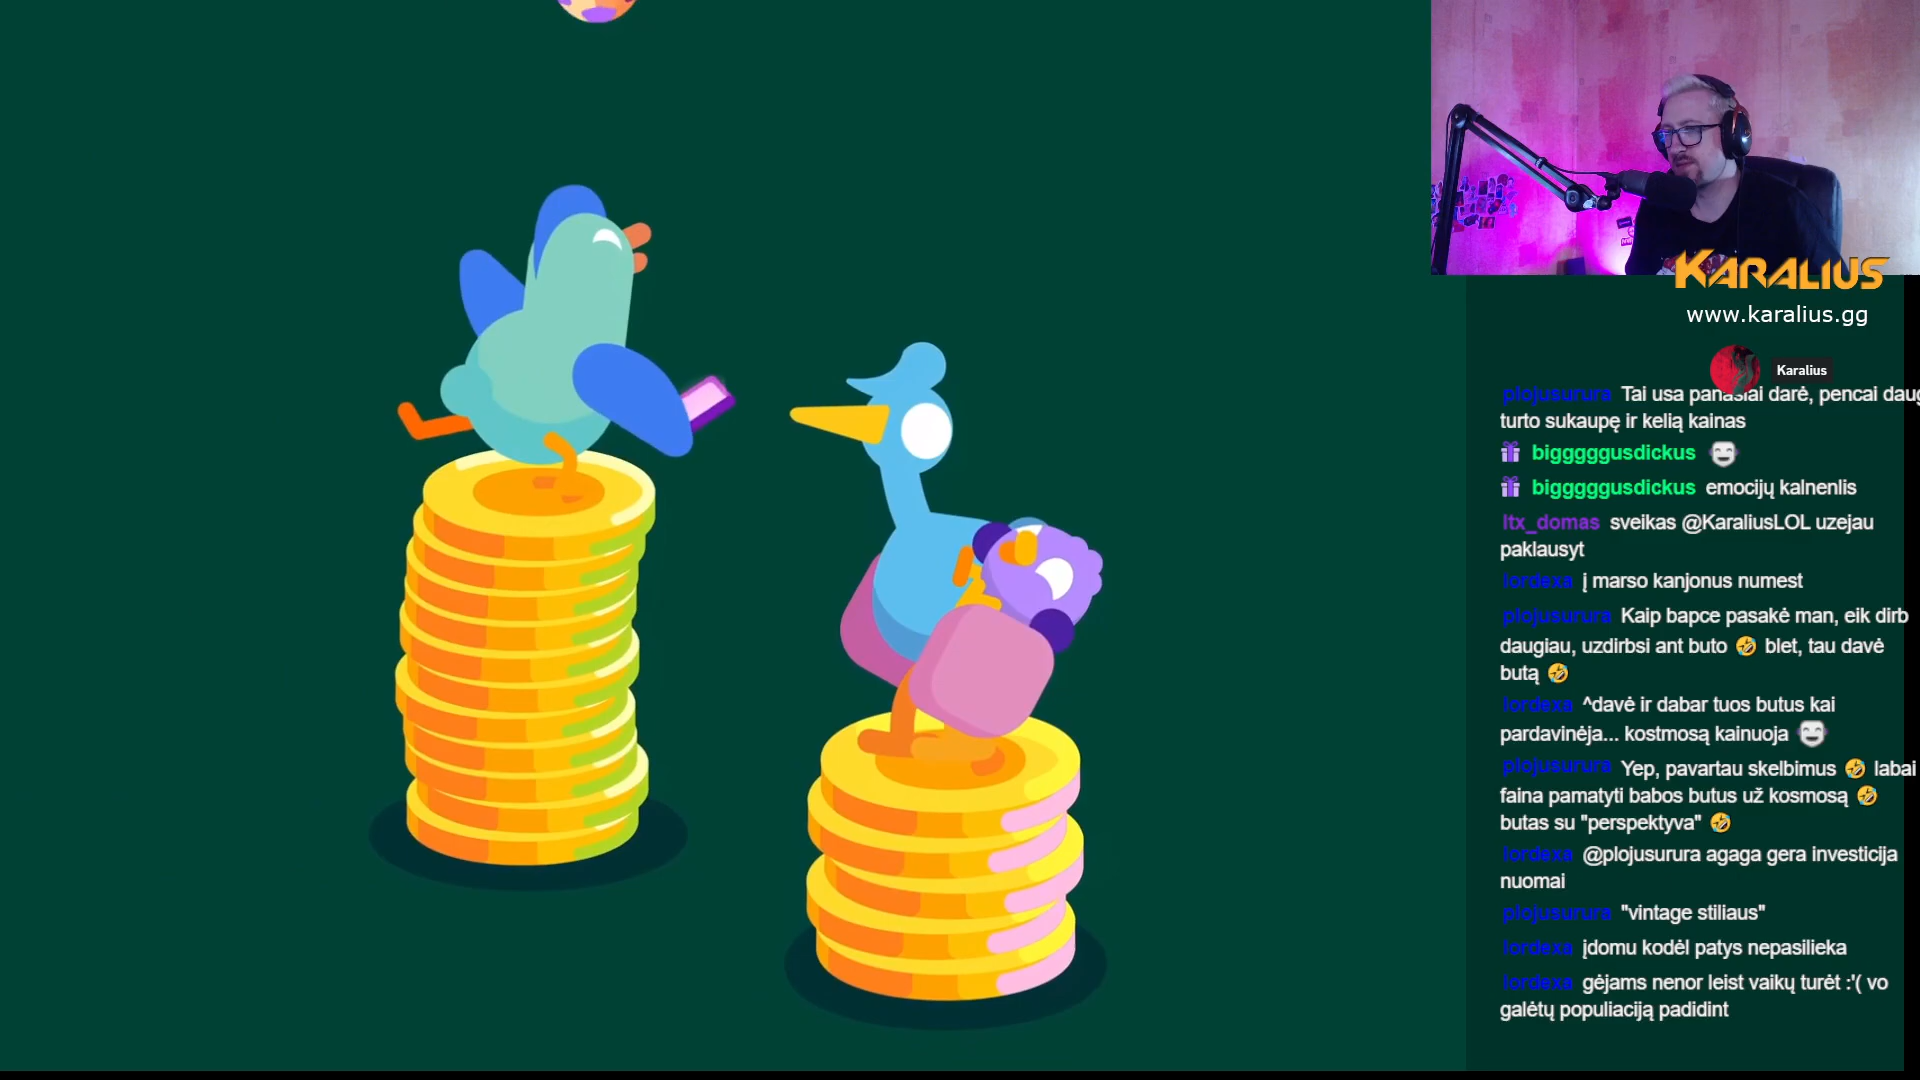 KARALIUS
www.karalius.gg
Karalius
plojusurura Tai usa panašiai darė, pencai daug
turto sukaupę ir kelią kainas
bigggggusdickus
bigggggusdickus emocijų kalnenlis
ltx_domas sveikas @KaraliusLOL uzejau
paklausyt
lordexa į marso kanjonus numest
plojusurura Kaip bapce pasakė man, eik dirb
daugiau, uzdirbsi ant buto 🤣 blet, tau davė
butą 🤣
lordexa ^davė ir dabar tuos butus kai
pardavinėja... kostmosą kainuoja
plojusurura Yep, pavartau skelbimus 🤣 labai
faina pamatyti babos butus už kosmosą 🤣
butas su "perspektyva" 🤣
lordexa @plojusurura agaga gera investicija
nuomai
plojusurura "vintage stiliaus"
lordexa įdomu kodėl patys nepasilieka
lordexa gėjams nenor leist vaikų turėt :'( vo
galėtų populiaciją padidint